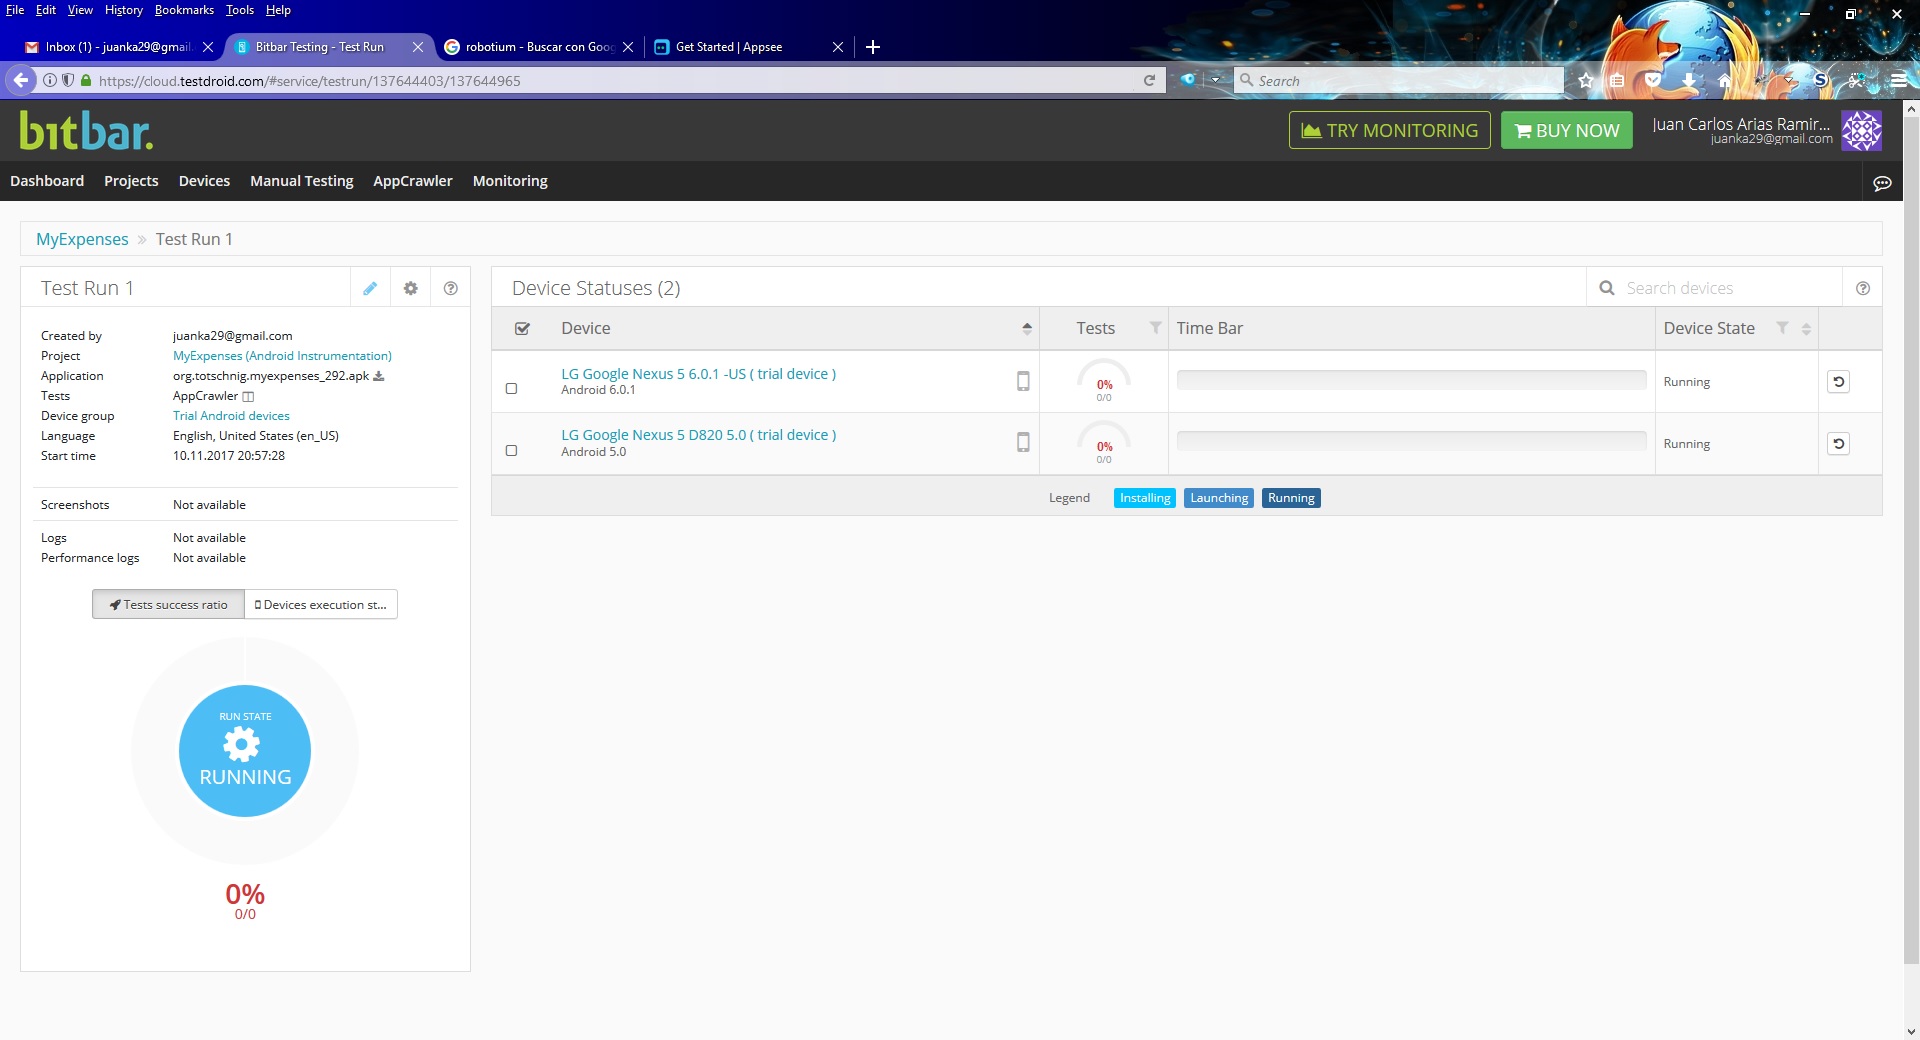 File Edit View History Bookmarks Tools Help
Inbox (1) - juanka29@gmail. Bitbar Testing - Test Run robotium - Buscar con Goog Get Started | Appsee
https://cloud.testdroid.com/#service/testrun/137644403/137644965 Search
bitbar. TRY MONITORING BUY NOW Juan Carlos Arias Ramir...
juanka29@gmail.com
Dashboard Projects Devices Manual Testing AppCrawler Monitoring
MyExpenses » Test Run 1
Test Run 1
Created by juanka29@gmail.com
Project MyExpenses (Android Instrumentation)
Application org.totschnig.myexpenses_292.apk
Tests AppCrawler
Device group Trial Android devices
Language English, United States (en_US)
Start time 10.11.2017 20:57:28
Screenshots Not available
Logs Not available
Performance logs Not available
Tests success ratio Devices execution st...
RUN STATE
RUNNING
0%
0/0
Device Statuses (2) Search devices
Device Tests Time Bar Device State
LG Google Nexus 5 6.0.1 -US ( trial device )
Android 6.0.1
0%
0/0
Running
LG Google Nexus 5 D820 5.0 ( trial device )
Android 5.0
0%
0/0
Running
Legend Installing Launching Running